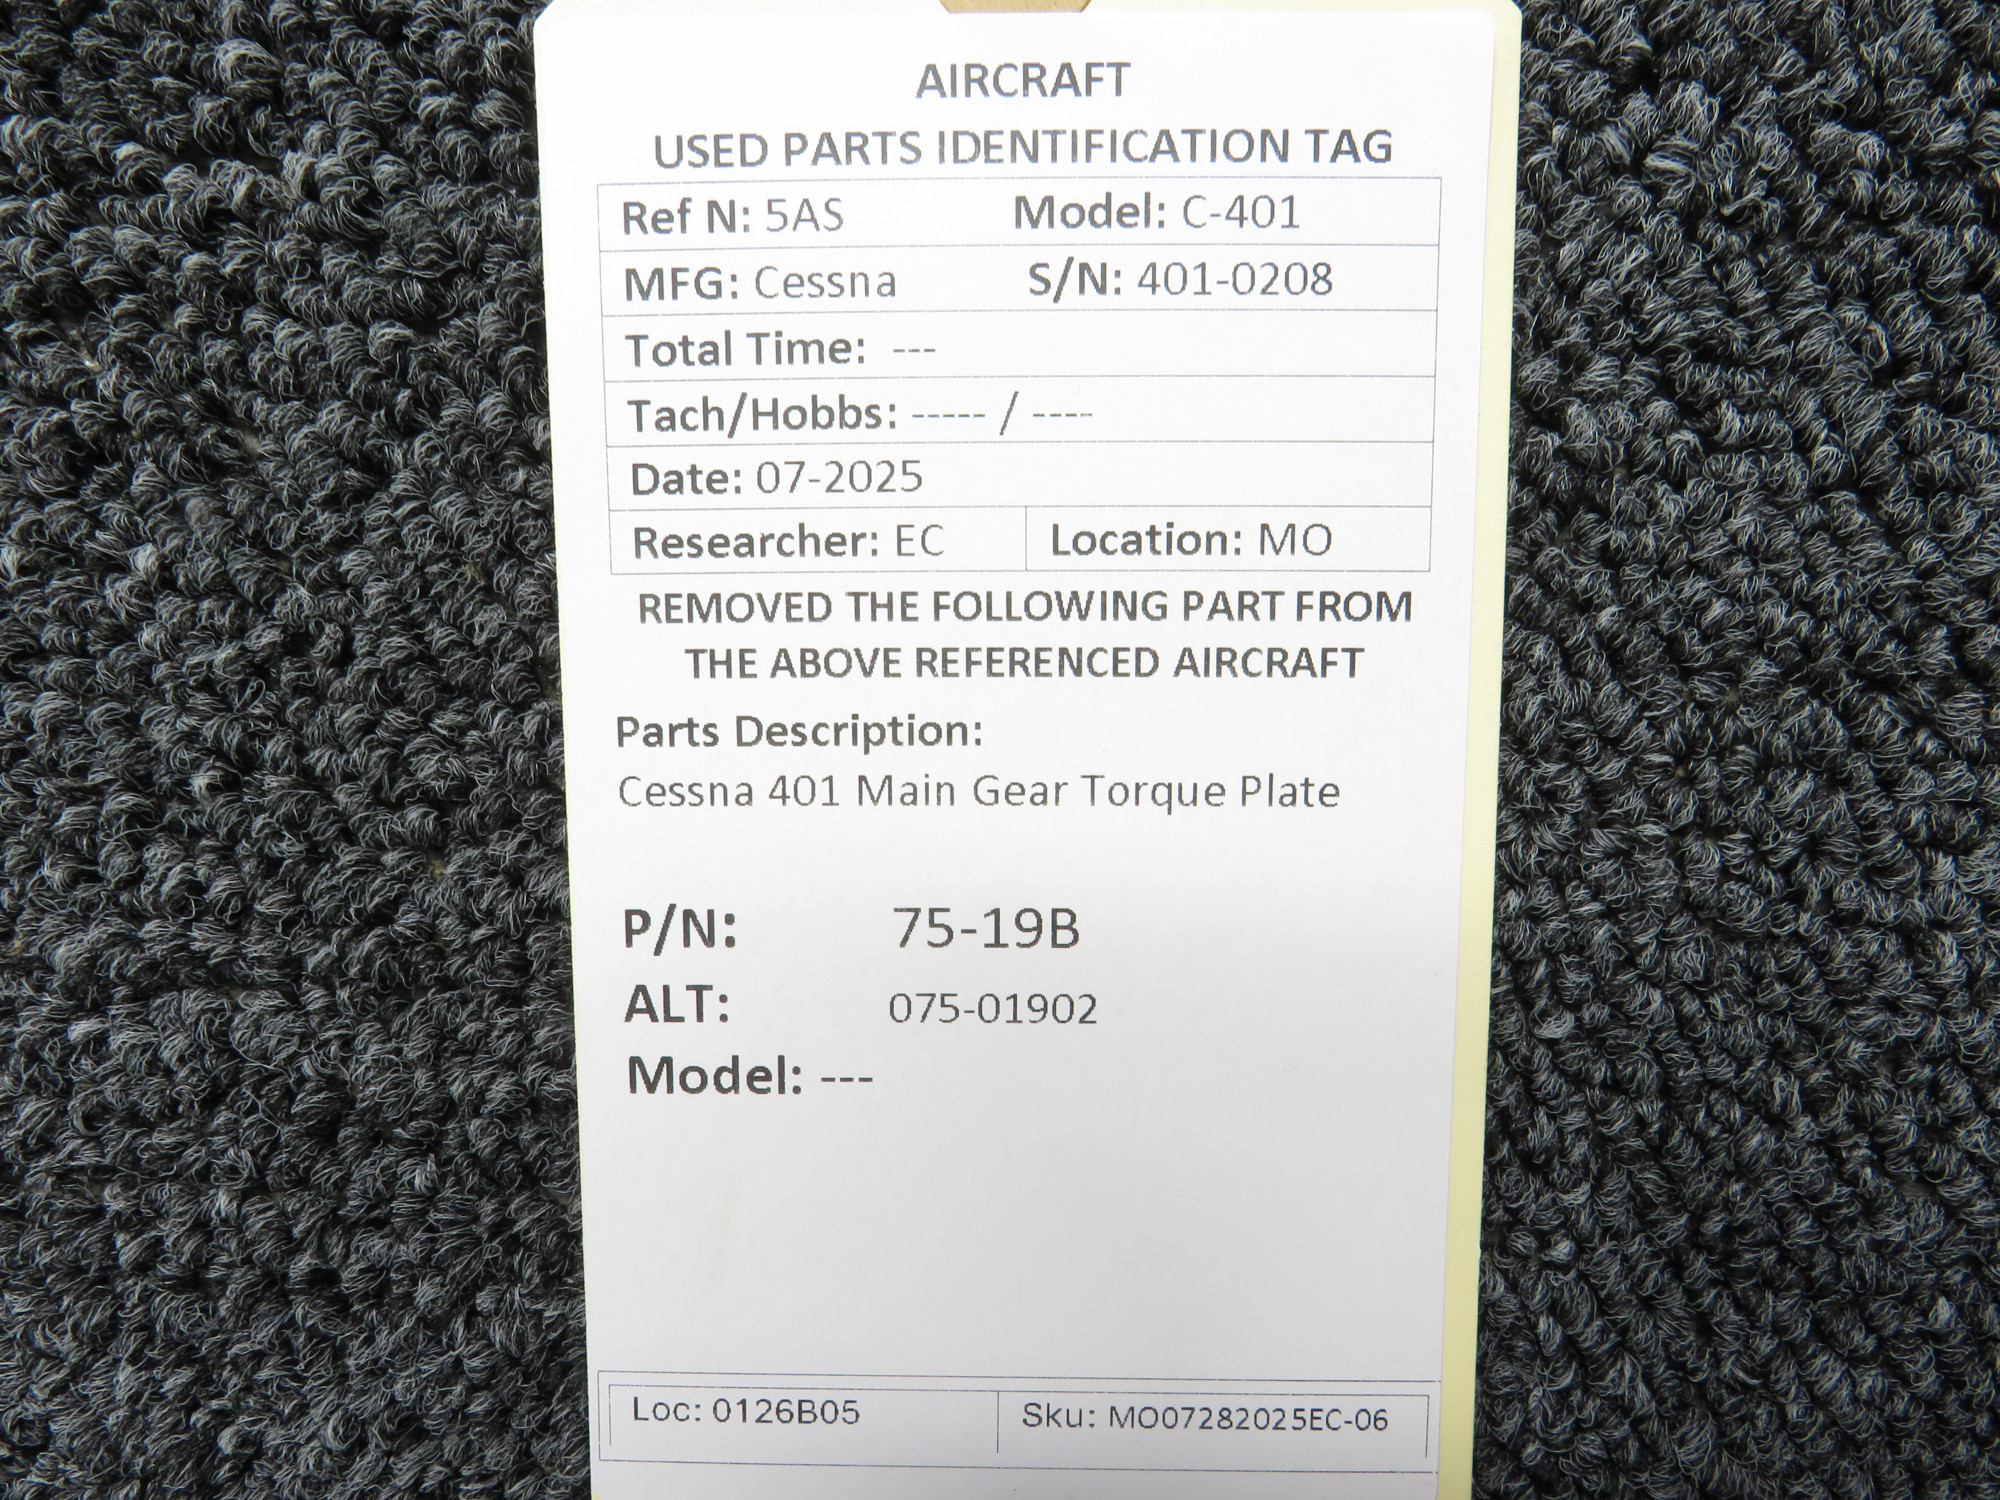 AIRCRAFT
USED PARTS IDENTIFICATION TAG
Ref N: 5AS Model: C-401
MFG: Cessna S/N: 401-0208
Total Time: ---
Tach/Hobbs: ----- / ----
Date: 07-2025
Researcher: EC Location: MO
REMOVED THE FOLLOWING PART FROM
THE ABOVE REFERENCED AIRCRAFT
Parts Description:
Cessna 401 Main Gear Torque Plate
P/N: 75-19B
ALT: 075-01902
Model: ---
Loc: 0126B05 Sku: MO07282025EC-06